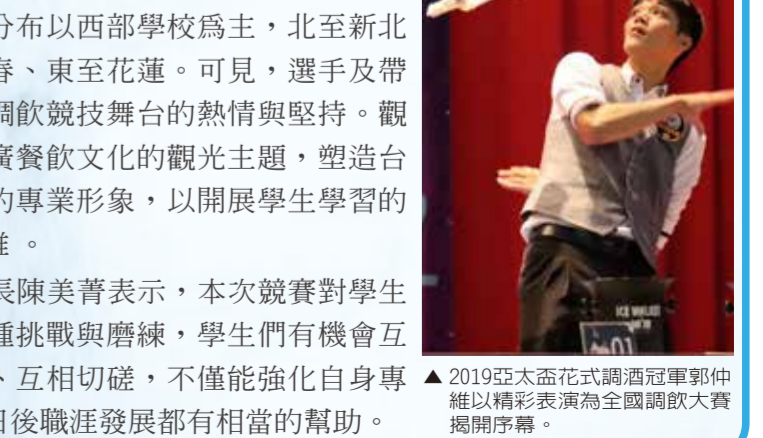 分布以西部學校為主，北至新北
春、東至花蓮。可見，選手及帶
調飲競技舞台的熱情與堅持。觀
廣餐飲文化的觀光主題，塑造台
的專業形象，以開展學生學習的
。
長陳美菁表示，本次競賽對學生
種挑戰與磨練，學生們有機會互
、互相切磋，不僅能強化自身專
日後職涯發展都有相當的幫助。
▲ 2019亞太盃花式調酒冠軍郭仲
維以精彩表演為全國調飲大賽
揭開序幕。
01